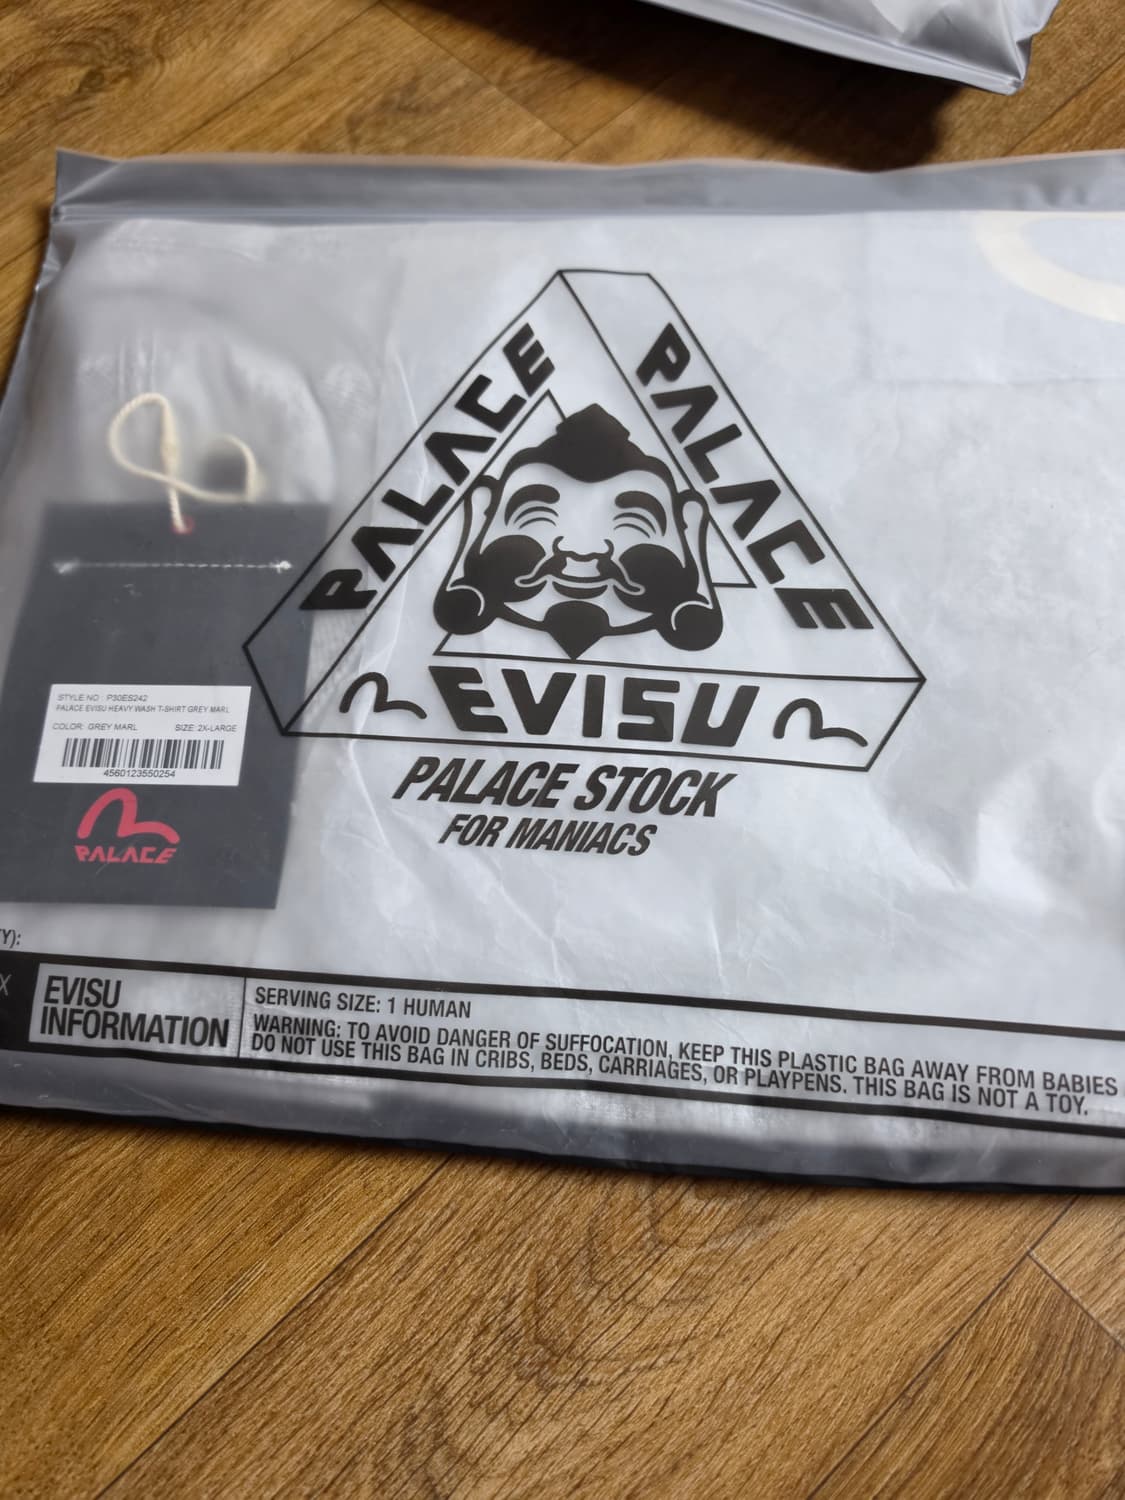 PALACE
PALACE
EVISU
PALACE STOCK
FOR MANIACS
STYLE NO : P30ES242
PALACE EVISU HEAVY WASH T-SHIRT GREY MARL
COLOR: GREY MARL SIZE: 2X-LARGE
4560123550254
PALACE
Y):
X
EVISU
INFORMATION
SERVING SIZE: 1 HUMAN
WARNING: TO AVOID DANGER OF SUFFOCATION, KEEP THIS PLASTIC BAG AWAY FROM BABIES
DO NOT USE THIS BAG IN CRIBS, BEDS, CARRIAGES, OR PLAYPENS. THIS BAG IS NOT A TOY.